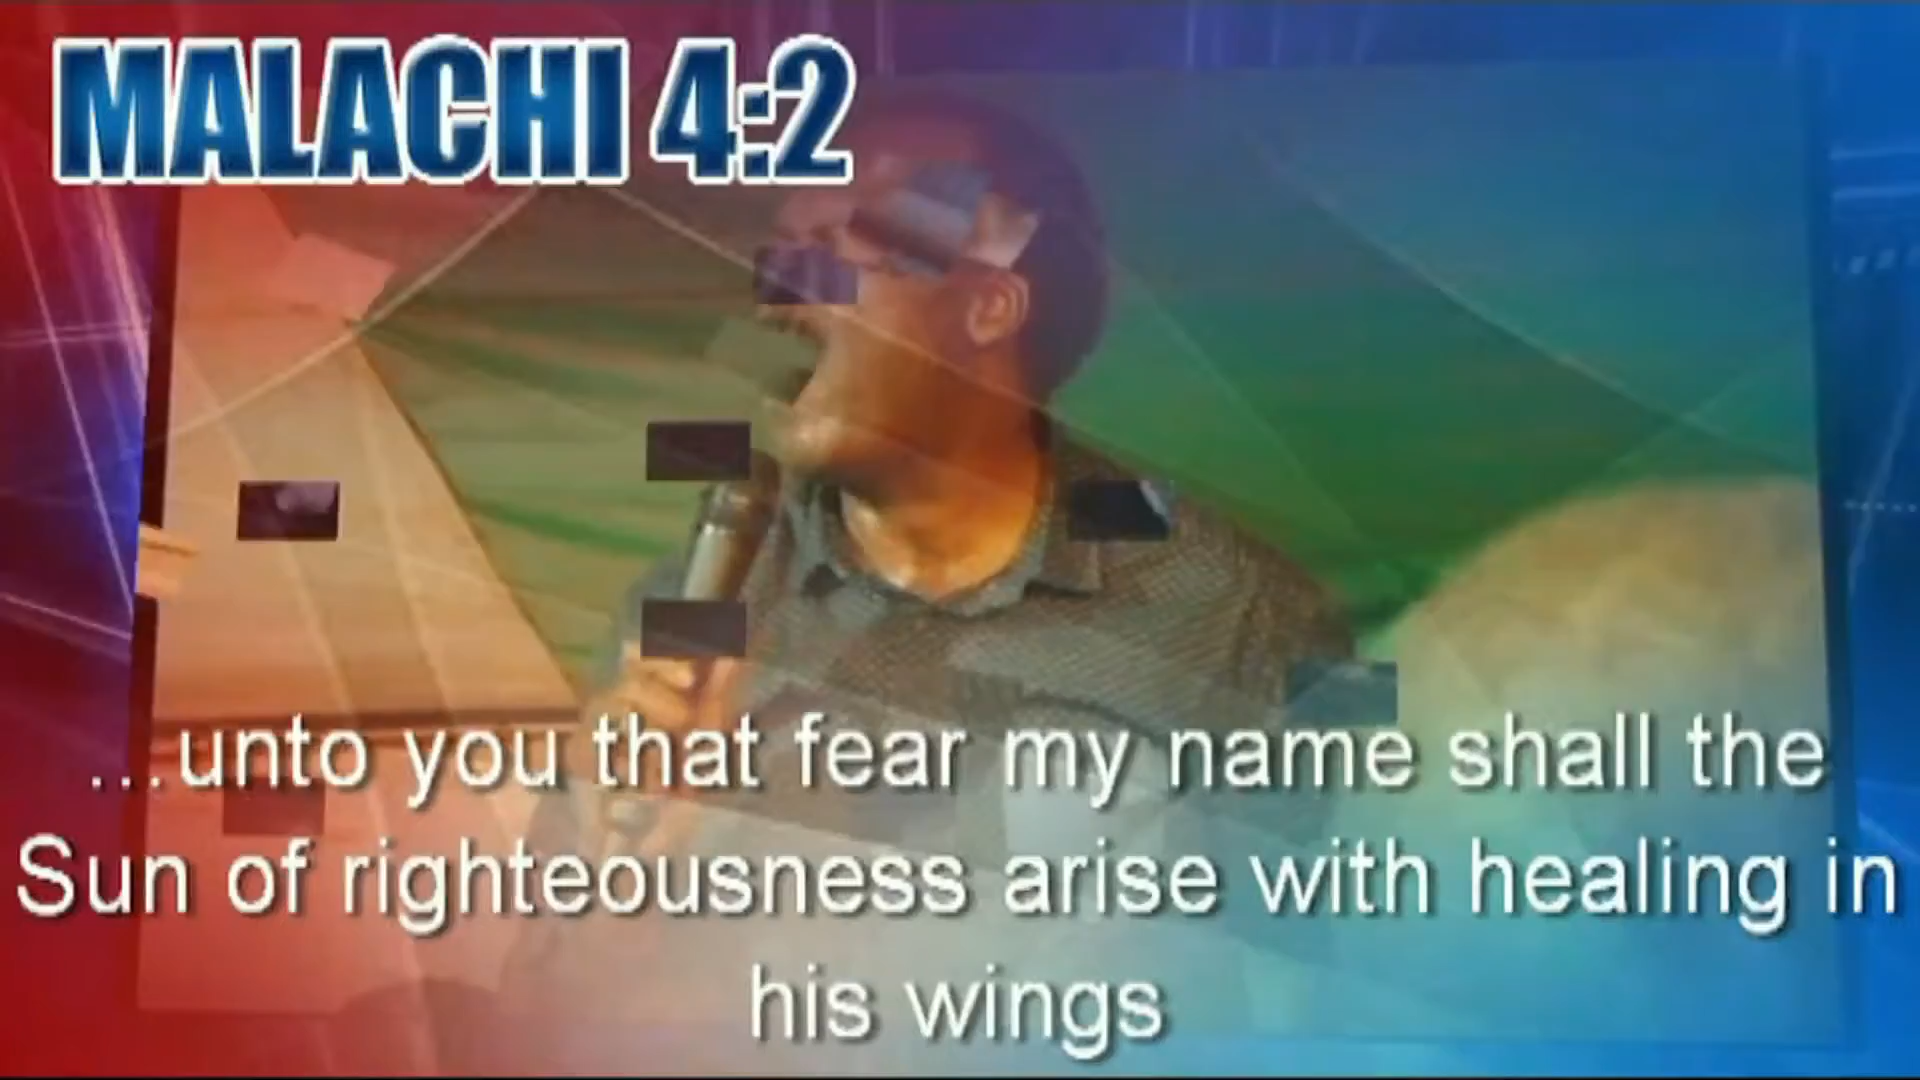 MALACHI 4:2
...unto you that fear my name shall the
Sun of righteousness arise with healing in
his wings